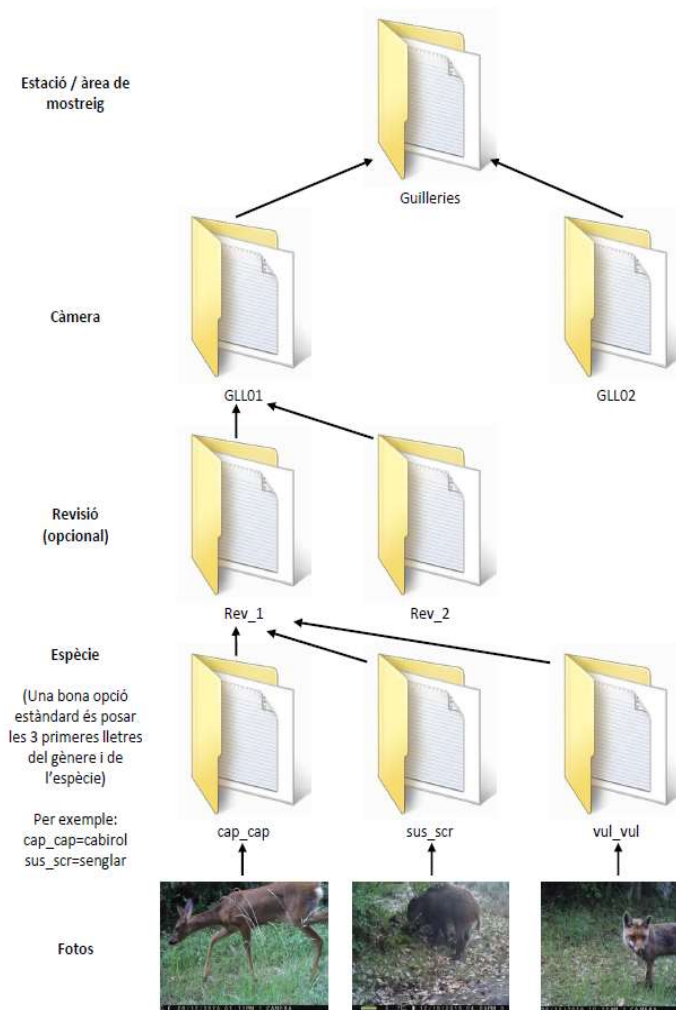 Estació / àrea de
mostreig
Guilleries
Càmera
GLL01
GLL02
Revisió
(opcional)
Rev_1
Rev_2
Espècie
(Una bona opció
estàndard és posar
les 3 primeres lletres
del gènere i de
l'espècie)
Per exemple:
cap_cap=cabirol
sus_scr=senglar
cap_cap
sus_scr
vul_vul
Fotos
CAMERA